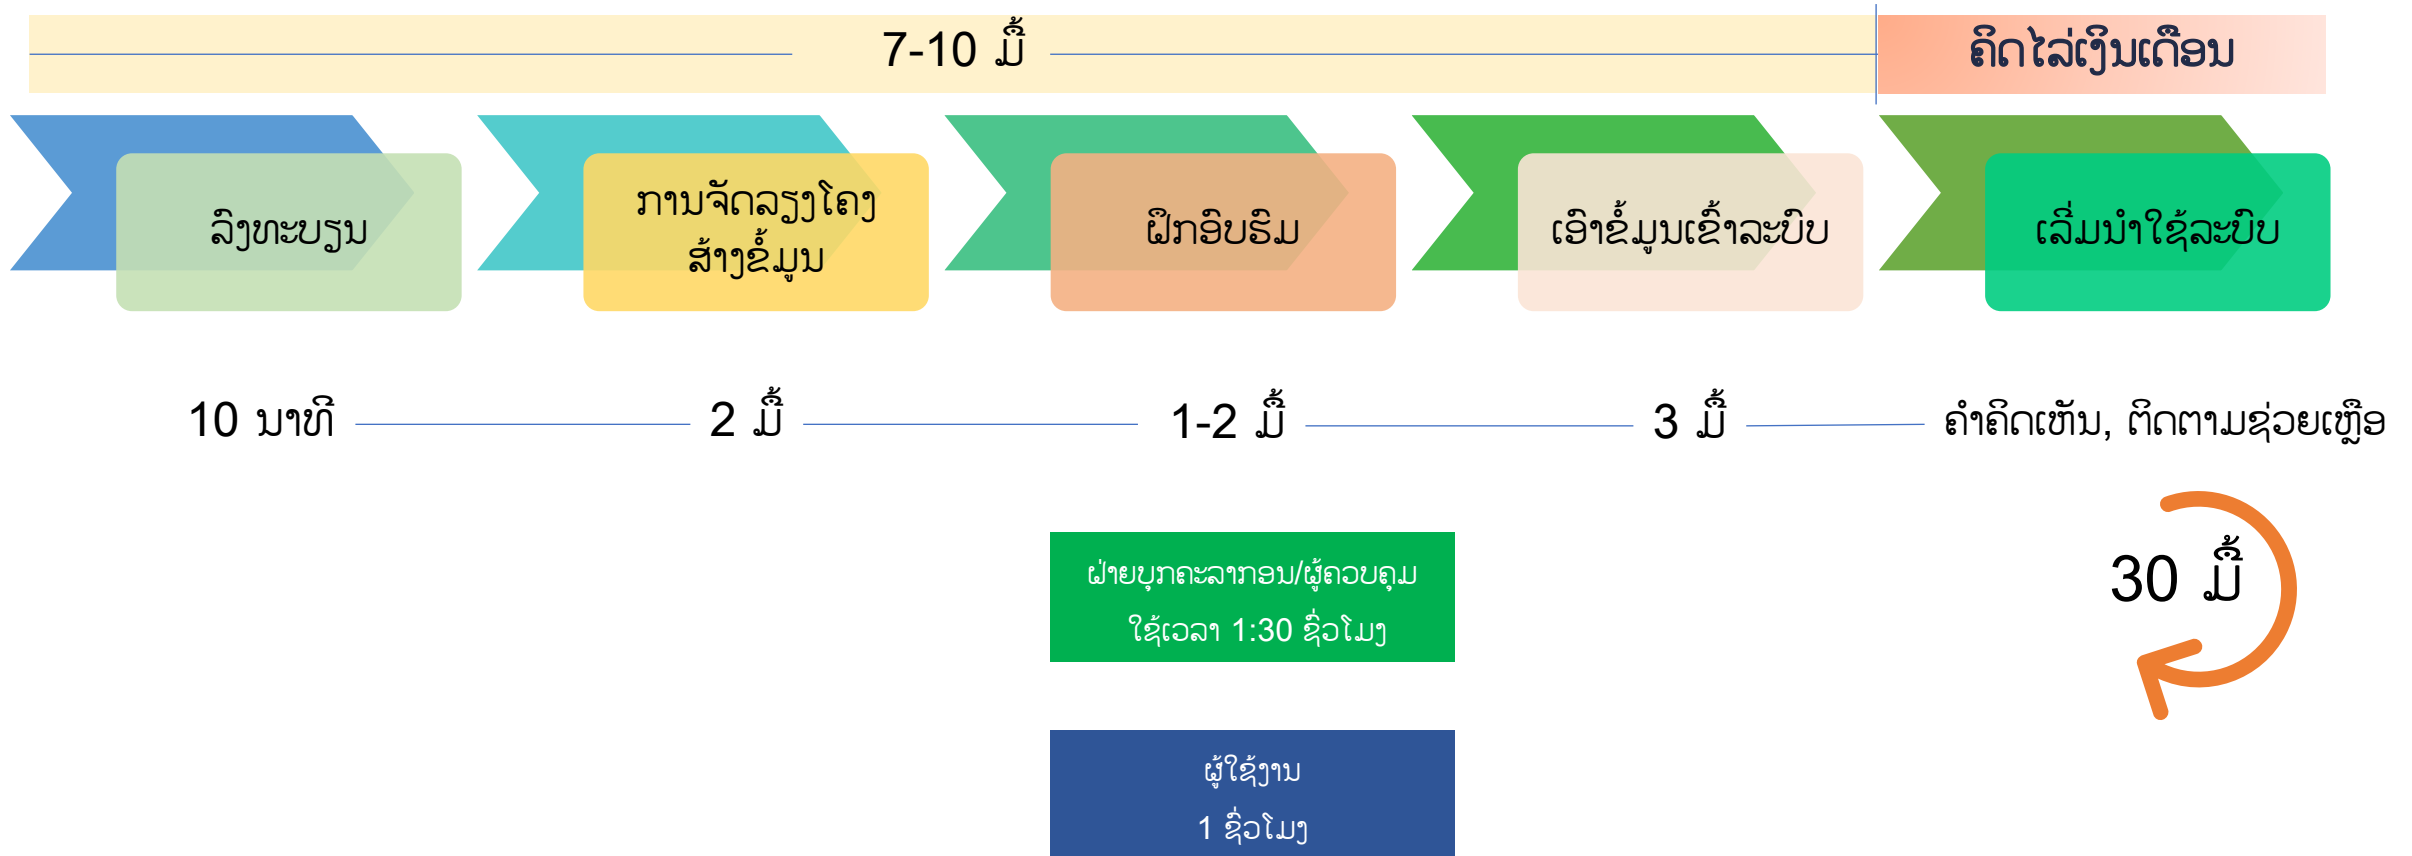 7-10 ມື້
ຄິດໄລ່ເງິນເດືອນ
ລົງທະບຽນ
ການຈັດລຽງໂຄງ
ສ້າງຂໍ້ມູນ
ຝຶກອົບຮົມ
ເອົາຂໍ້ມູນເຂົ້າລະບົບ
ເລີ່ມນຳໃຊ້ລະບົບ
10 ນາທີ
2 ມື້
1-2 ມື້
3 ມື້
ຄຳຄິດເຫັນ, ຕິດຕາມຊ່ວຍເຫຼືອ
30 ມື້
ຝ່າຍບຸກຄະລາກອນ/ຜູ້ຄວບຄຸມ
ໃຊ້ເວລາ 1:30 ຊົ່ວໂມງ
ຜູ້ໃຊ້ງານ
1 ຊົ່ວໂມງ